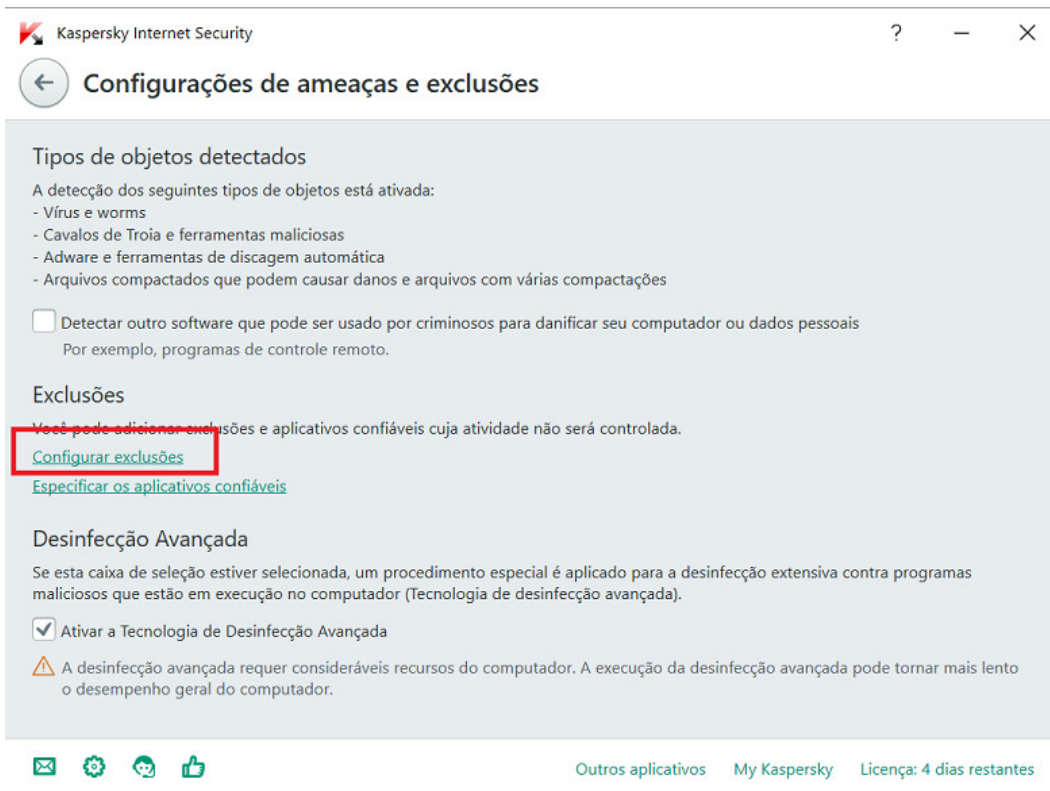 Kaspersky Internet Security
?
Configurações de ameaças e exclusões
Tipos de objetos detectados
A detecção dos seguintes tipos de objetos está ativada:
- Vírus e worms
- Cavalos de Troia e ferramentas maliciosas
- Adware e ferramentas de discagem automática
- Arquivos compactados que podem causar danos e arquivos com várias compactações
Detectar outro software que pode ser usado por criminosos para danificar seu computador ou dados pessoais
Por exemplo, programas de controle remoto.
Exclusões
Você pode adicionar exclusões e aplicativos confiáveis cuja atividade não será controlada.
Configurar exclusões
Especificar os aplicativos confiáveis
Desinfecção Avançada
Se esta caixa de seleção estiver selecionada, um procedimento especial é aplicado para a desinfecção extensiva contra programas
maliciosos que estão em execução no computador (Tecnologia de desinfecção avançada).
Ativar a Tecnologia de Desinfecção Avançada
A desinfecção avançada requer consideráveis recursos do computador. A execução da desinfecção avançada pode tornar mais lento
o desempenho geral do computador.
Outros aplicativos My Kaspersky Licença: 4 dias restantes